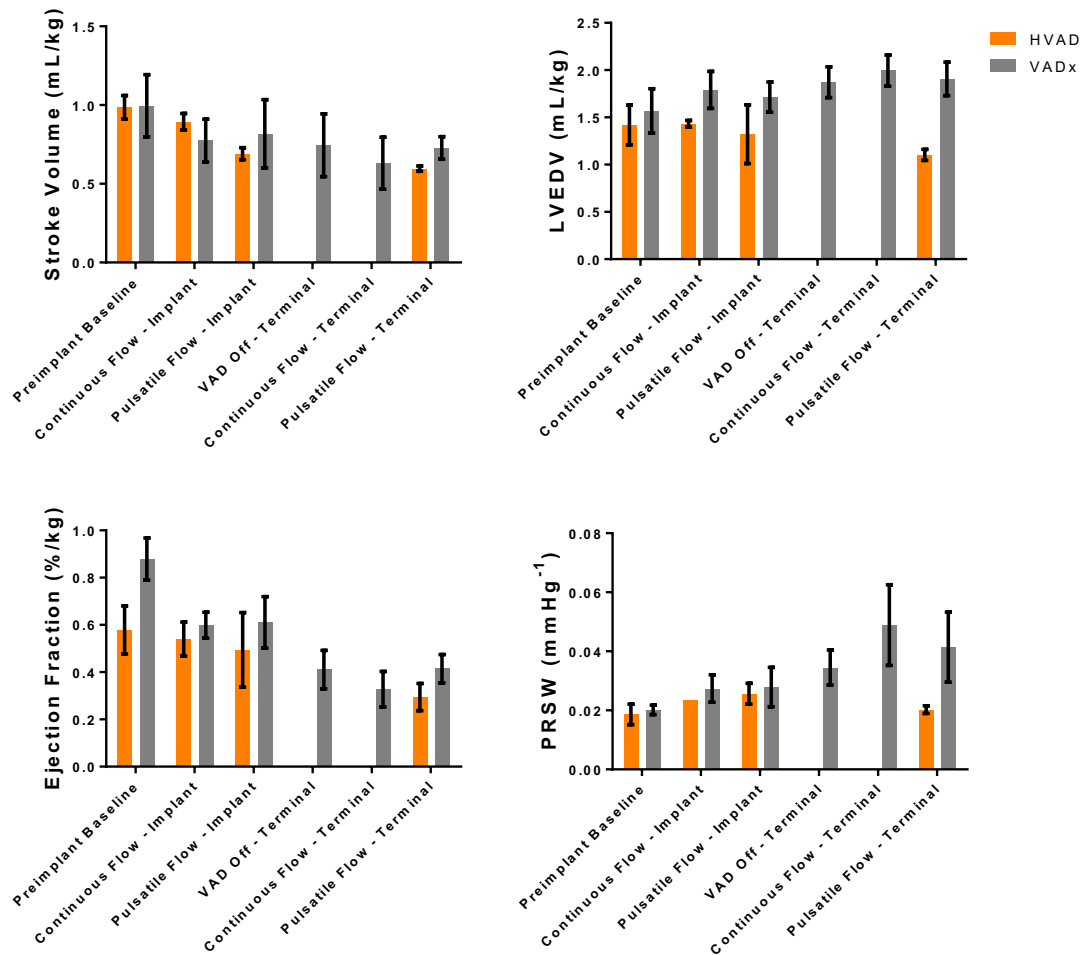 Stroke Volume (mL/kg)
1.5
1.0
0.5
0.0
Preimplant Baseline
Continuous Flow - Implant
Pulsatile Flow - Implant
VAD Off - Terminal
Continuous Flow - Terminal
Pulsatile Flow - Terminal
LVEDV (mL/kg)
2.5
2.0
1.5
1.0
0.5
0.0
Preimplant Baseline
Continuous Flow - Implant
Pulsatile Flow - Implant
VAD Off - Terminal
Continuous Flow - Terminal
Pulsatile Flow - Terminal
HVAD
VADx
Ejection Fraction (%/kg)
1.0
0.8
0.6
0.4
0.2
0.0
Preimplant Baseline
Continuous Flow - Implant
Pulsatile Flow - Implant
VAD Off - Terminal
Continuous Flow - Terminal
Pulsatile Flow - Terminal
PRSW (mmHg⁻¹)
0.08
0.06
0.04
0.02
0.00
Preimplant Baseline
Continuous Flow - Implant
Pulsatile Flow - Implant
VAD Off - Terminal
Continuous Flow - Terminal
Pulsatile Flow - Terminal